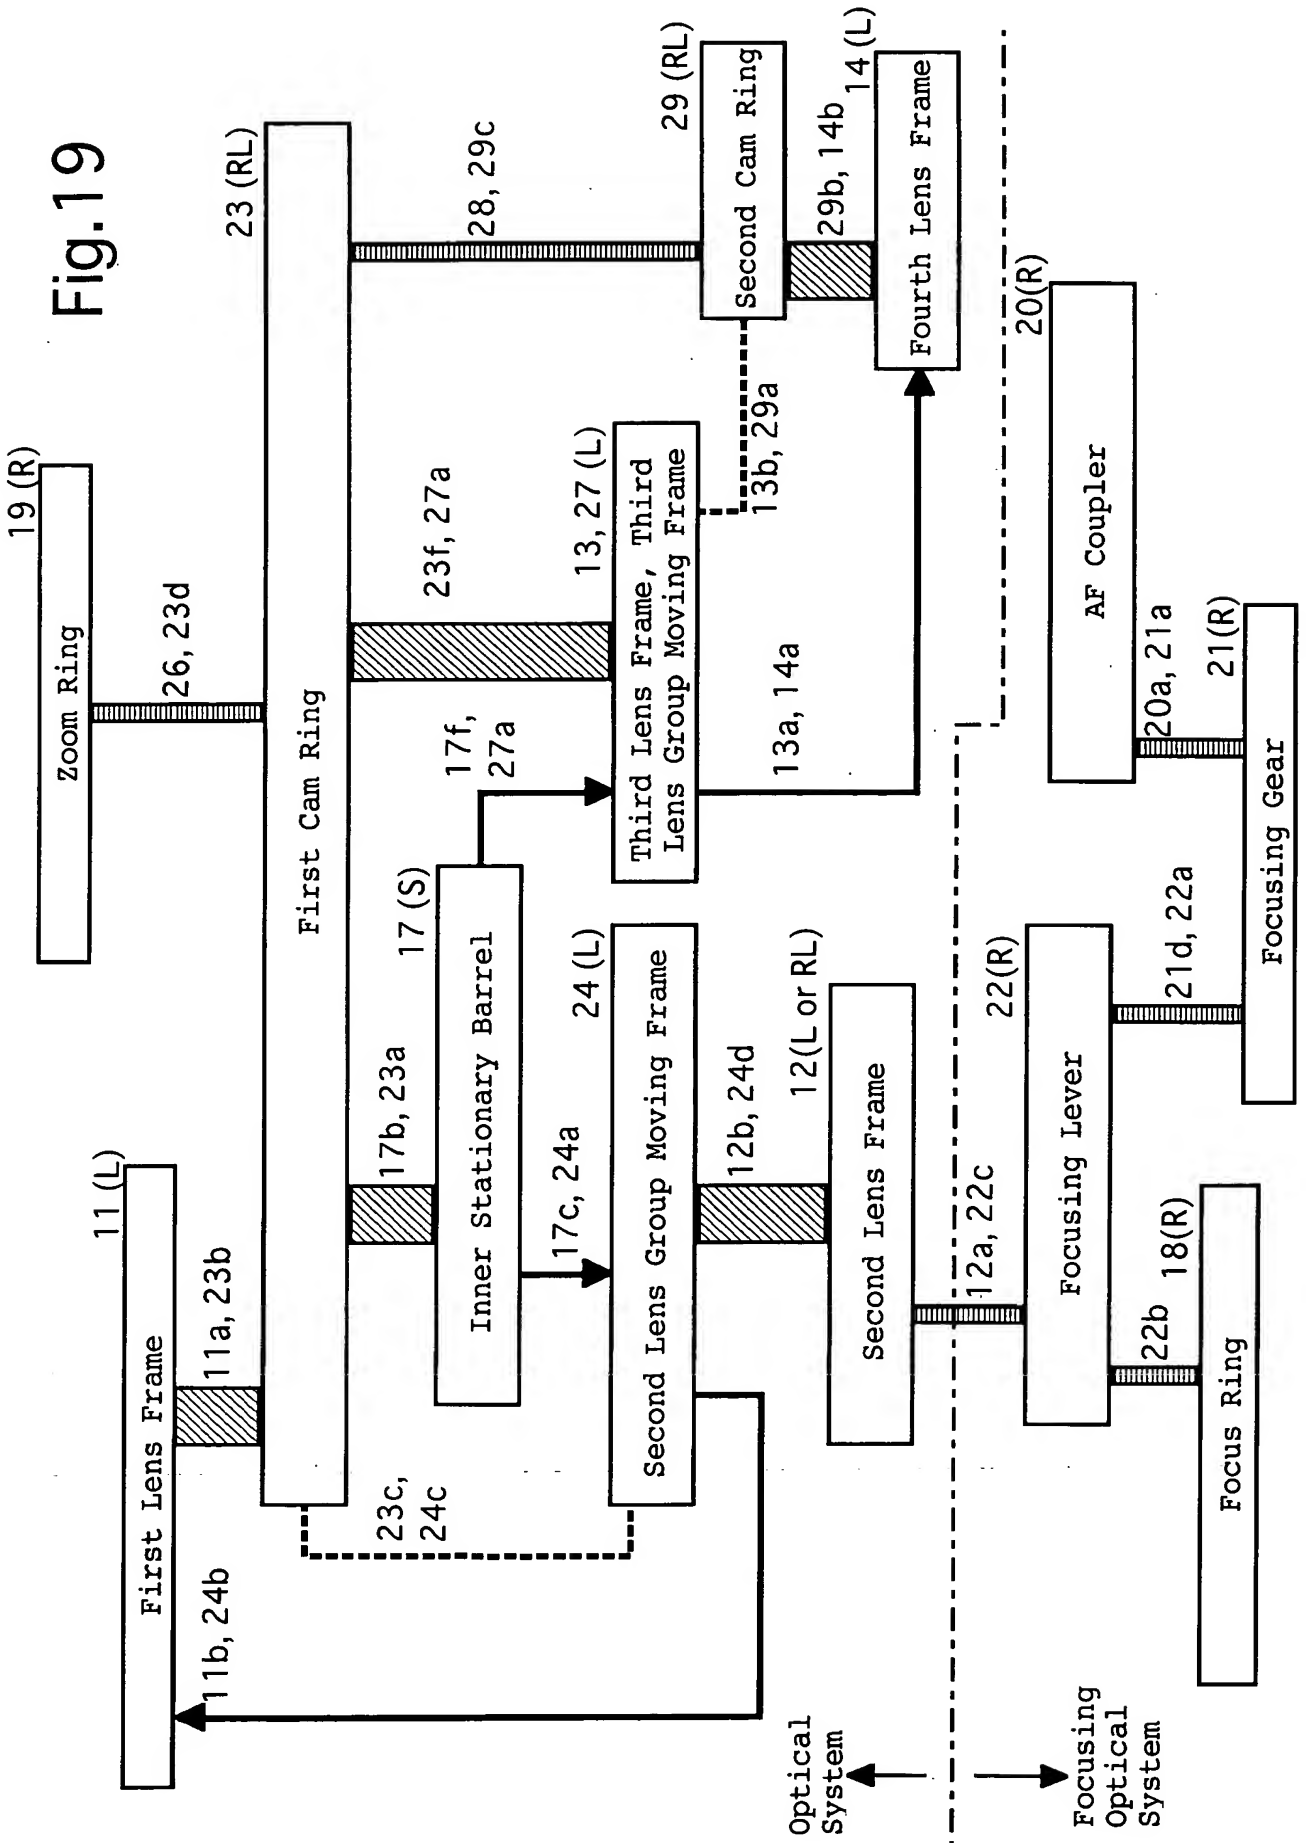 Fig.19
19 (R)
Zoom Ring
26, 23d
11 (L)
First Lens Frame
11a, 23b
11b, 24b
23 (RL)
First Cam Ring
23c,
24c
17b, 23a
17 (S)
Inner Stationary Barrel
17c, 24a
17f,
27a
23f, 27a
28, 29c
24 (L)
Second Lens Group Moving Frame
13, 27 (L)
Third Lens Frame, Third
Lens Group Moving Frame
29 (RL)
Second Cam Ring
13b, 29a
29b, 14b
13a, 14a
14 (L)
Fourth Lens Frame
12b, 24d
12(L or RL)
Second Lens Frame
Optical
System
Focusing
Optical
System
12a, 22c
22(R)
Focusing Lever
20(R)
AF Coupler
22b
18(R)
Focus Ring
21d, 22a
20a, 21a
21(R)
Focusing Gear